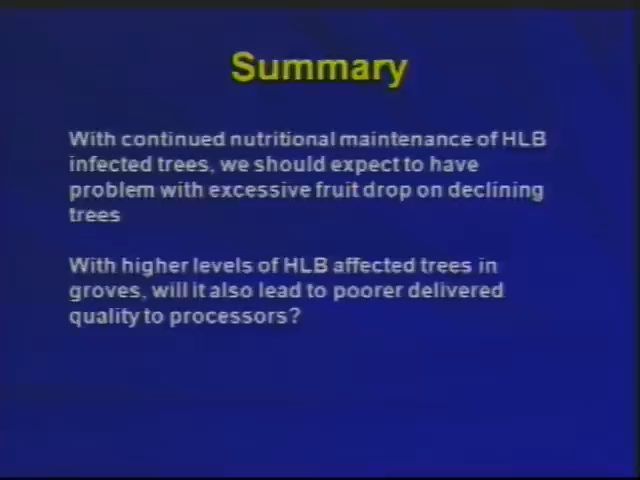 Summary
With continued nutritional maintenance of HLB
infected trees, we should expect to have
problem with excessive fruit drop on declining
trees
With higher levels of HLB affected trees in
groves, will it also lead to poorer delivered
quality to processors?